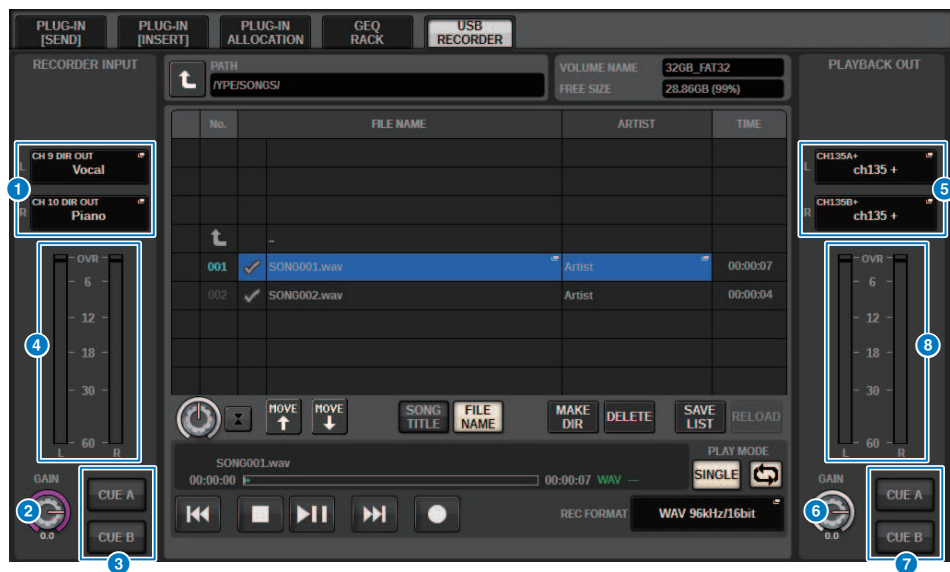 PLUG-IN [SEND]
PLUG-IN [INSERT]
PLUG-IN ALLOCATION
GEQ RACK
USB RECORDER
RECORDER INPUT
PATH
/YPE/SONGS/
VOLUME NAME 32GB_FAT32
FREE SIZE 28.86GB (99%)
PLAYBACK OUT
No. FILE NAME ARTIST TIME
CH 9 DIR OUT
L Vocal
1
CH 10 DIR OUT
R Piano
CH135A+
L ch135 +
5
CH135B+
R ch135 +
-
001 SONG001.wav Artist 00:00:07
002 SONG002.wav Artist 00:00:04
OVR
6
12
18
30
60
L R
4
OVR
6
12
18
30
60
L R
8
MOVE
MOVE
SONG TITLE
FILE NAME
MAKE DIR
DELETE
SAVE LIST
RELOAD
SONG001.wav
00:00:00 00:00:07 WAV ---
PLAY MODE
SINGLE
REC FORMAT WAV 96kHz/16bit
GAIN
2
0.0
CUE A
CUE B
3
GAIN
6
0.0
CUE A
CUE B
7